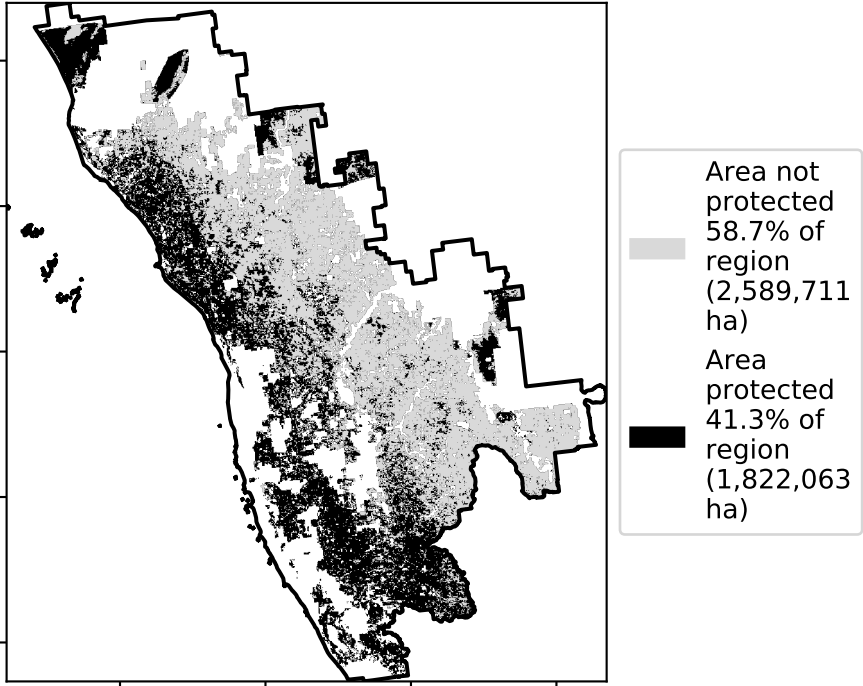 Area not
protected
58.7% of
region
(2,589,711
ha)
Area
protected
41.3% of
region
(1,822,063
ha)